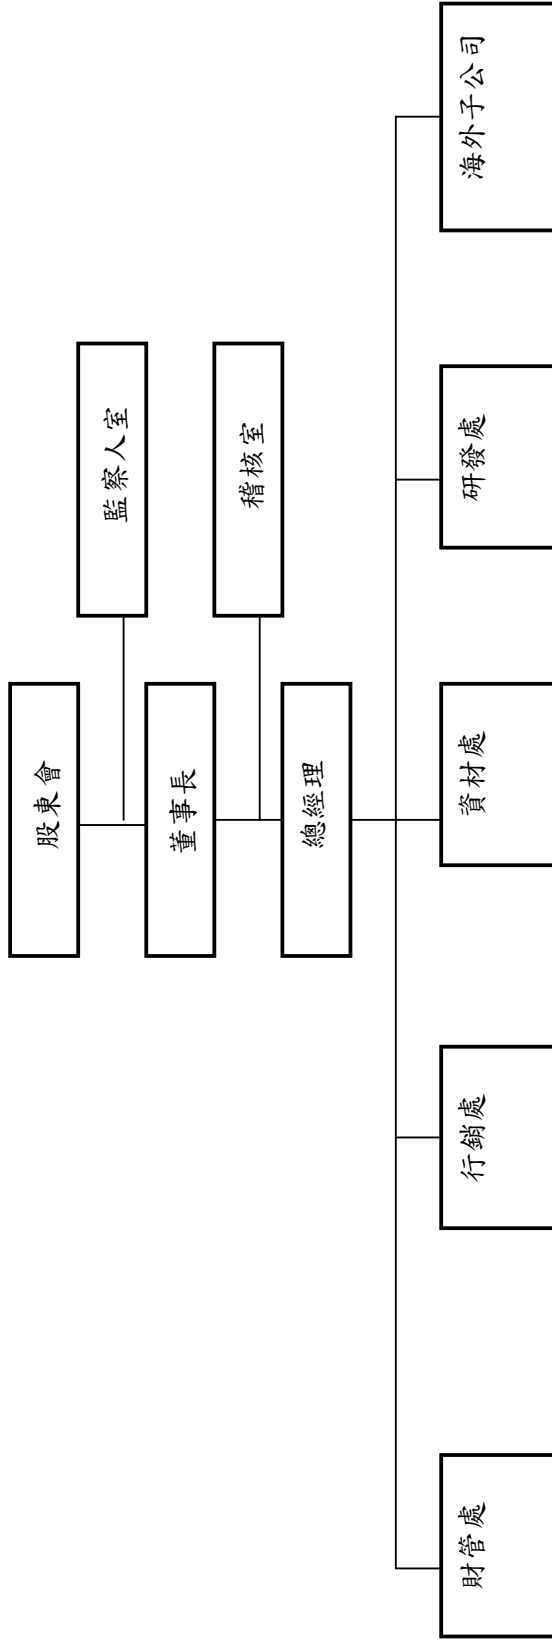 股東會
監察人室
董事長
稽核室
總經理
財管處
行銷處
資材處
研發處
海外子公司